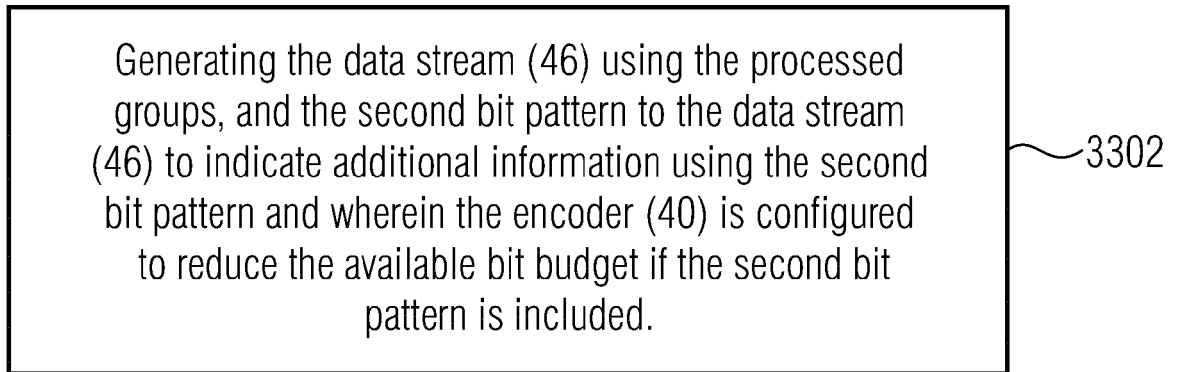 Generating the data stream (46) using the processed
groups, and the second bit pattern to the data stream
(46) to indicate additional information using the second
bit pattern and wherein the encoder (40) is configured
to reduce the available bit budget if the second bit
pattern is included.
3302